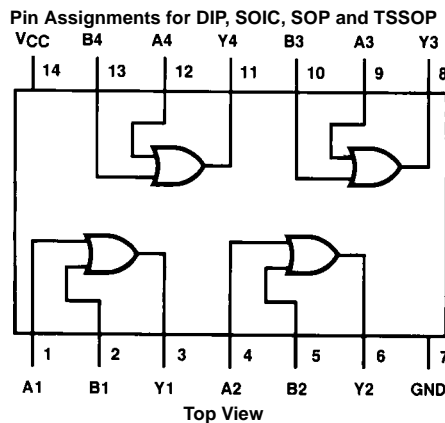 Pin Assignments for DIP, SOIC, SOP and TSSOP
VCC B4 A4 Y4 B3 A3 Y3
14 13 12 11 10 9 8
1 2 3 4 5 6 7
A1 B1 Y1 A2 B2 Y2 GND
Top View